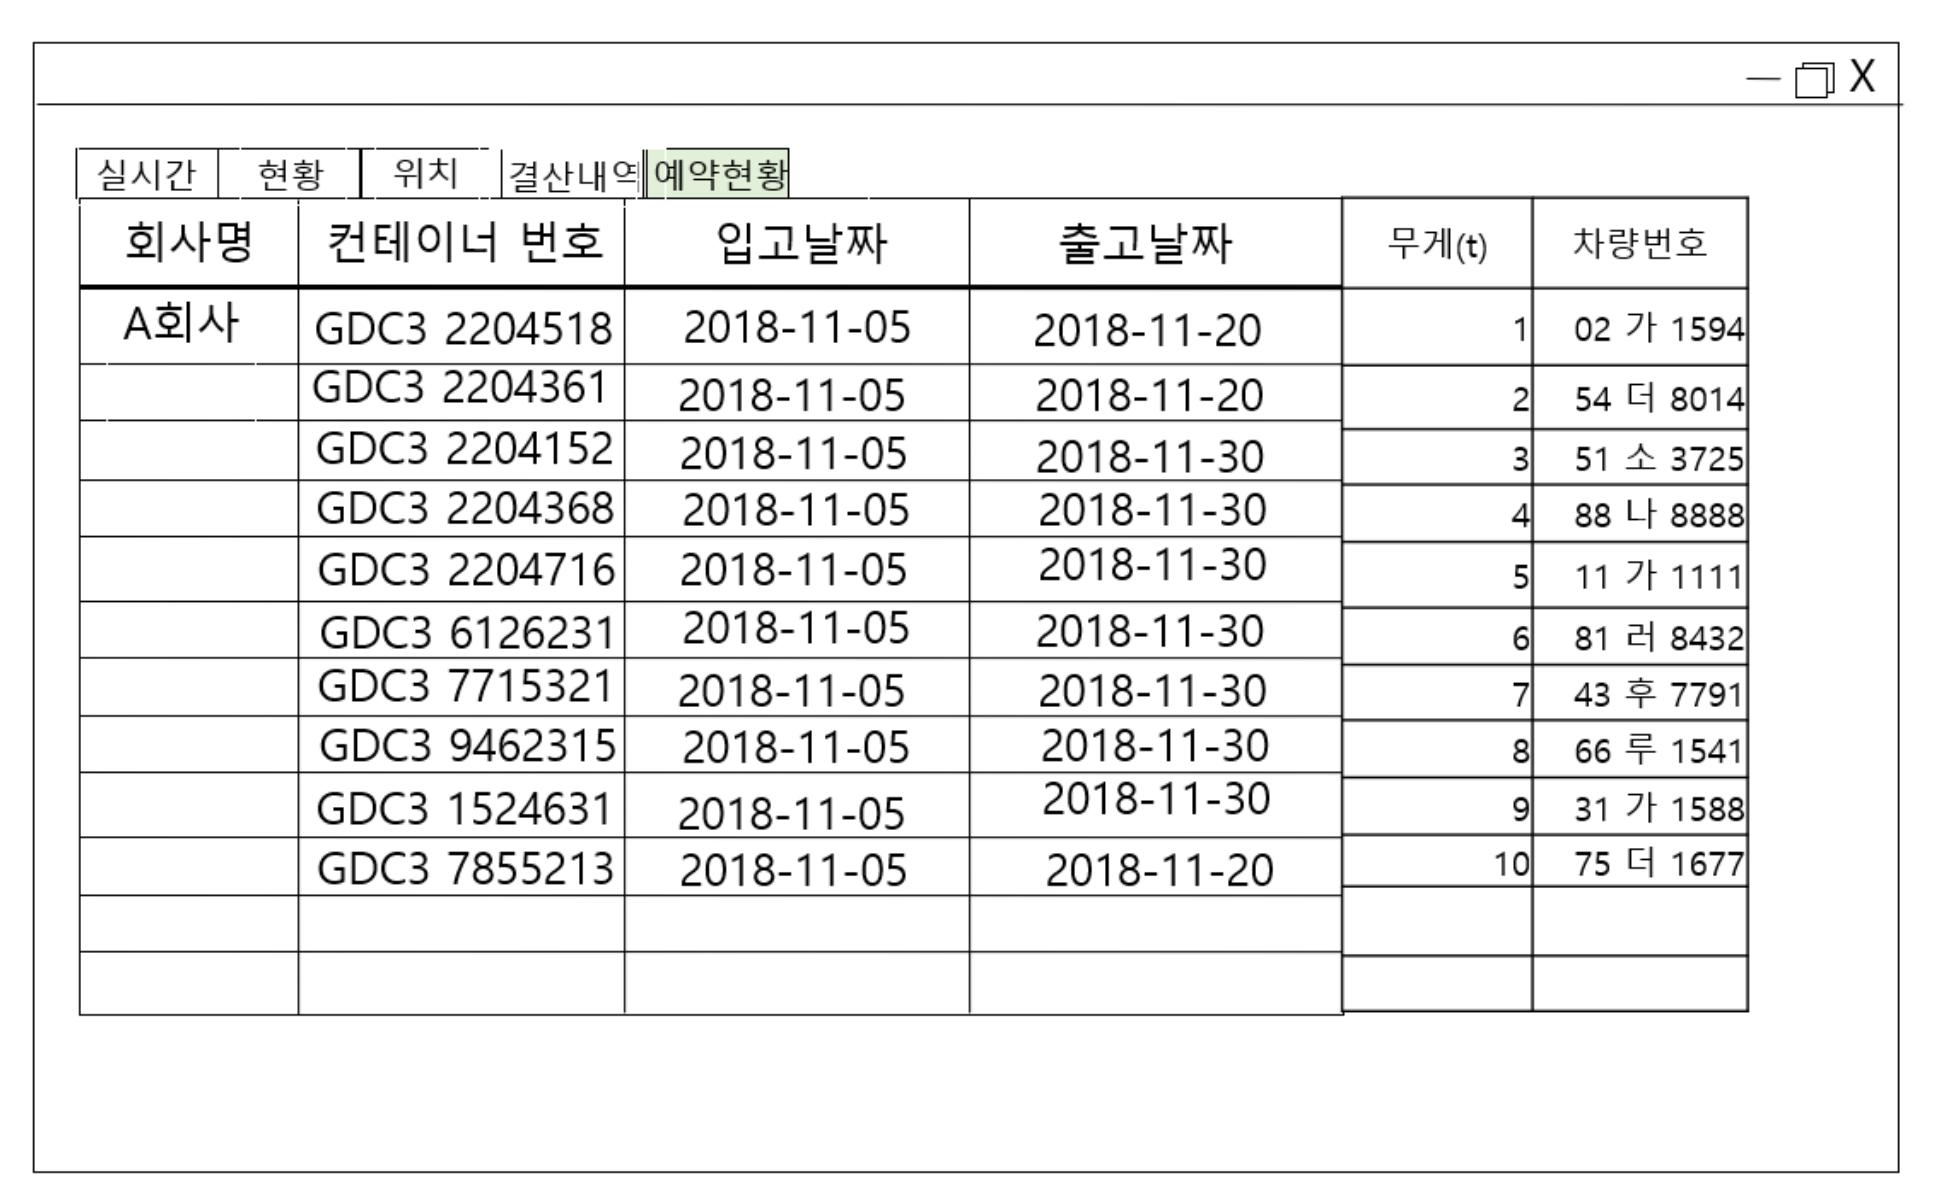 X
실시간 현황 위치 결산내역 예약현황
회사명 컨테이너 번호 입고날짜 출고날짜 무게(t) 차량번호
A회사 GDC3 2204518 2018-11-05 2018-11-20 1 02 가 1594
GDC3 2204361 2018-11-05 2018-11-20 2 54 더 8014
GDC3 2204152 2018-11-05 2018-11-30 3 51 소 3725
GDC3 2204368 2018-11-05 2018-11-30 4 88 나 8888
GDC3 2204716 2018-11-05 2018-11-30 5 11 가 1111
GDC3 6126231 2018-11-05 2018-11-30 6 81 러 8432
GDC3 7715321 2018-11-05 2018-11-30 7 43 후 7791
GDC3 9462315 2018-11-05 2018-11-30 8 66 루 1541
GDC3 1524631 2018-11-05 2018-11-30 9 31 가 1588
GDC3 7855213 2018-11-05 2018-11-20 10 75 더 1677